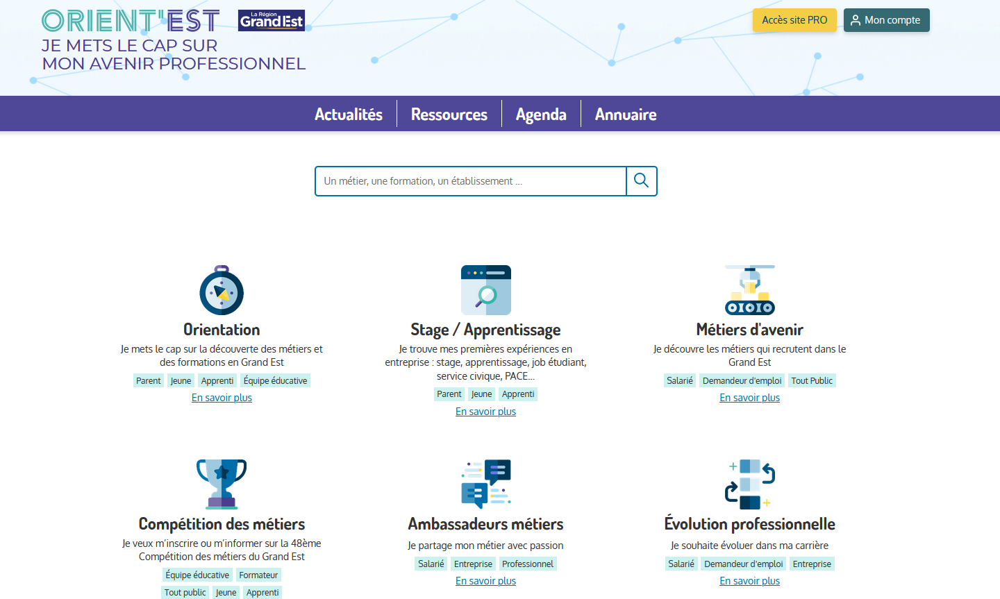 ORIENT'EST
La Région
Grand Est
JE METS LE CAP SUR
MON AVENIR PROFESSIONNEL
Accès site PRO
Mon compte
Actualités
Ressources
Agenda
Annuaire
Un métier, une formation, un établissement ...
Orientation
Je mets le cap sur la découverte des métiers et
des formations en Grand Est
Parent Jeune Apprenti Équipe éducative
En savoir plus
Stage / Apprentissage
Je trouve mes premières expériences en
entreprise : stage, apprentissage, job étudiant,
service civique, PACE...
Parent Jeune Apprenti
En savoir plus
Métiers d'avenir
Je découvre les métiers qui recrutent dans le
Grand Est
Salarié Demandeur d'emploi Tout Public
En savoir plus
Compétition des métiers
Je veux m'inscrire ou m'informer sur la 48ème
Compétition des métiers du Grand Est
Équipe éducative Formateur
Tout public Jeune Apprenti
Ambassadeurs métiers
Je partage mon métier avec passion
Salarié Entreprise Professionnel
En savoir plus
Évolution professionnelle
Je souhaite évoluer dans ma carrière
Salarié Demandeur d'emploi Entreprise
En savoir plus